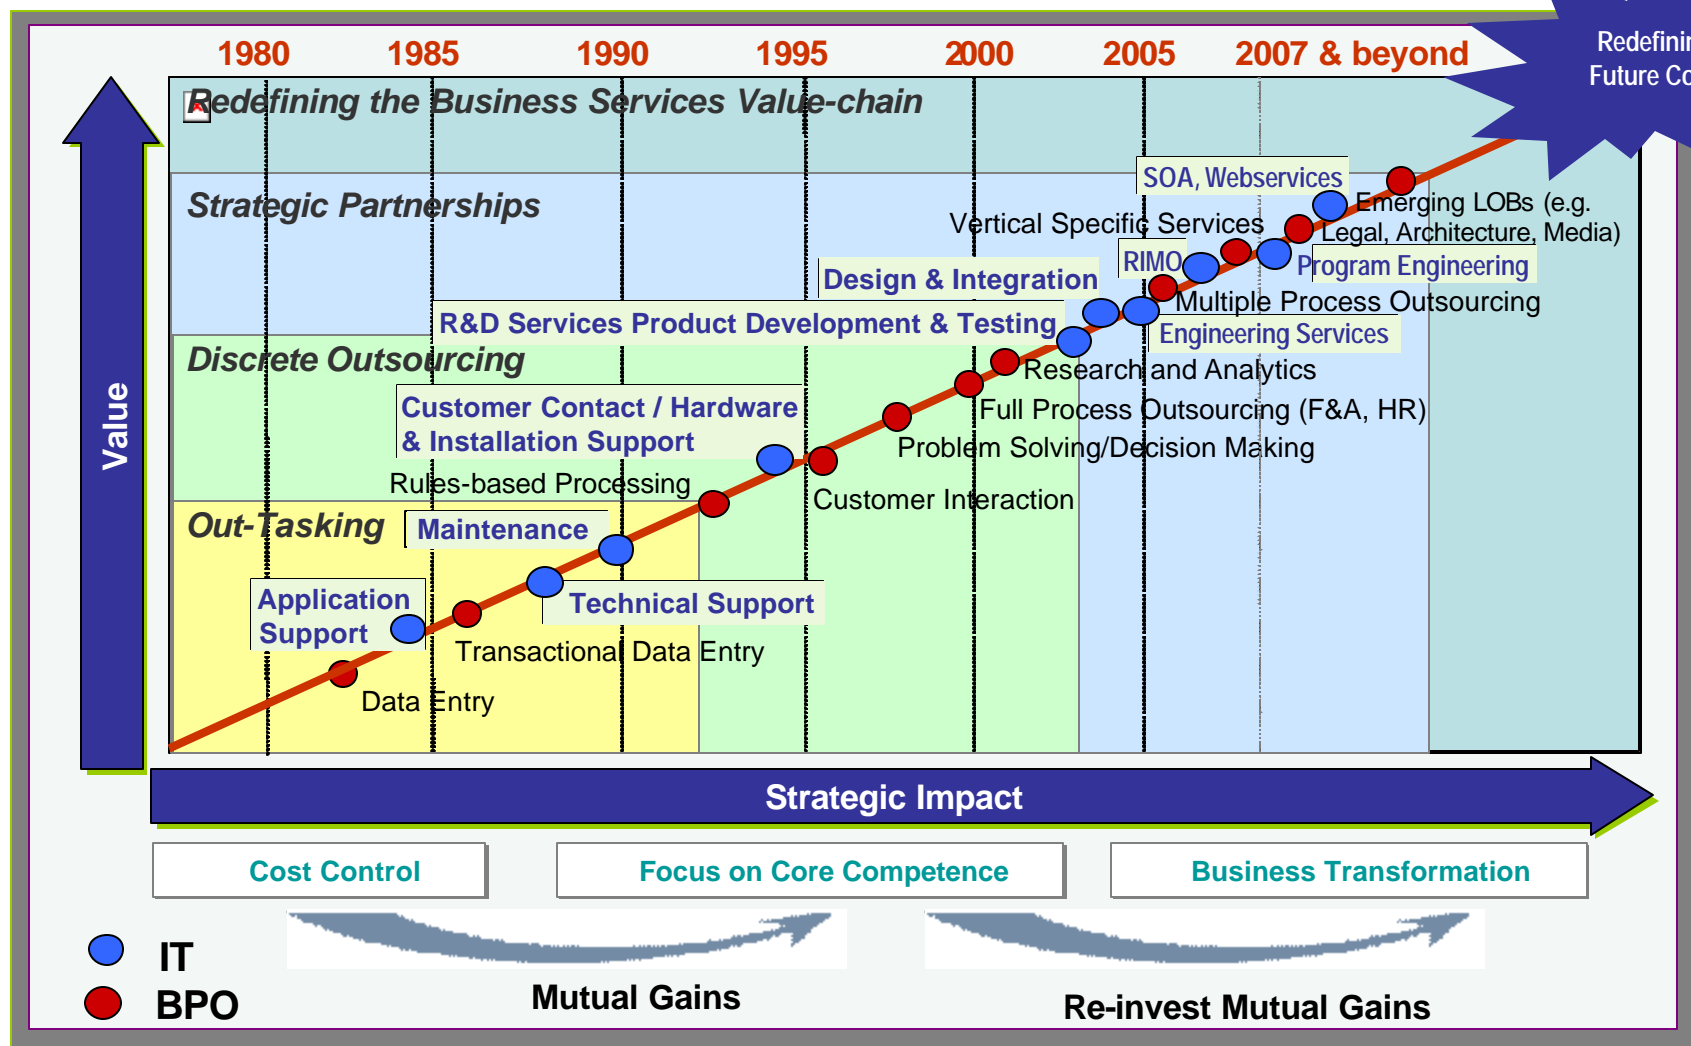 1980 1985 1990 1995 2000 2005 2007 & beyond
Future
Redefining the Business Services Value-chain
Strategic Partnerships
Discrete Outsourcing
Out-Tasking
SOA, Webservices
Emerging LOBs (e.g.
Legal, Architecture, Media)
Vertical Specific Services
RIMO
Program Engineering
Design & Integration
Multiple Process Outsourcing
R&D Services Product Development & Testing
Engineering Services
Research and Analytics
Customer Contact / Hardware
& Installation Support
Full Process Outsourcing (F&A, HR)
Problem Solving/Decision Making
Rules-based Processing
Customer Interaction
Maintenance
Application
Support
Technical Support
Transactional Data Entry
Data Entry
Value
Strategic Impact
Cost Control
Focus on Core Competence
Business Transformation
IT
BPO
Mutual Gains
Re-invest Mutual Gains